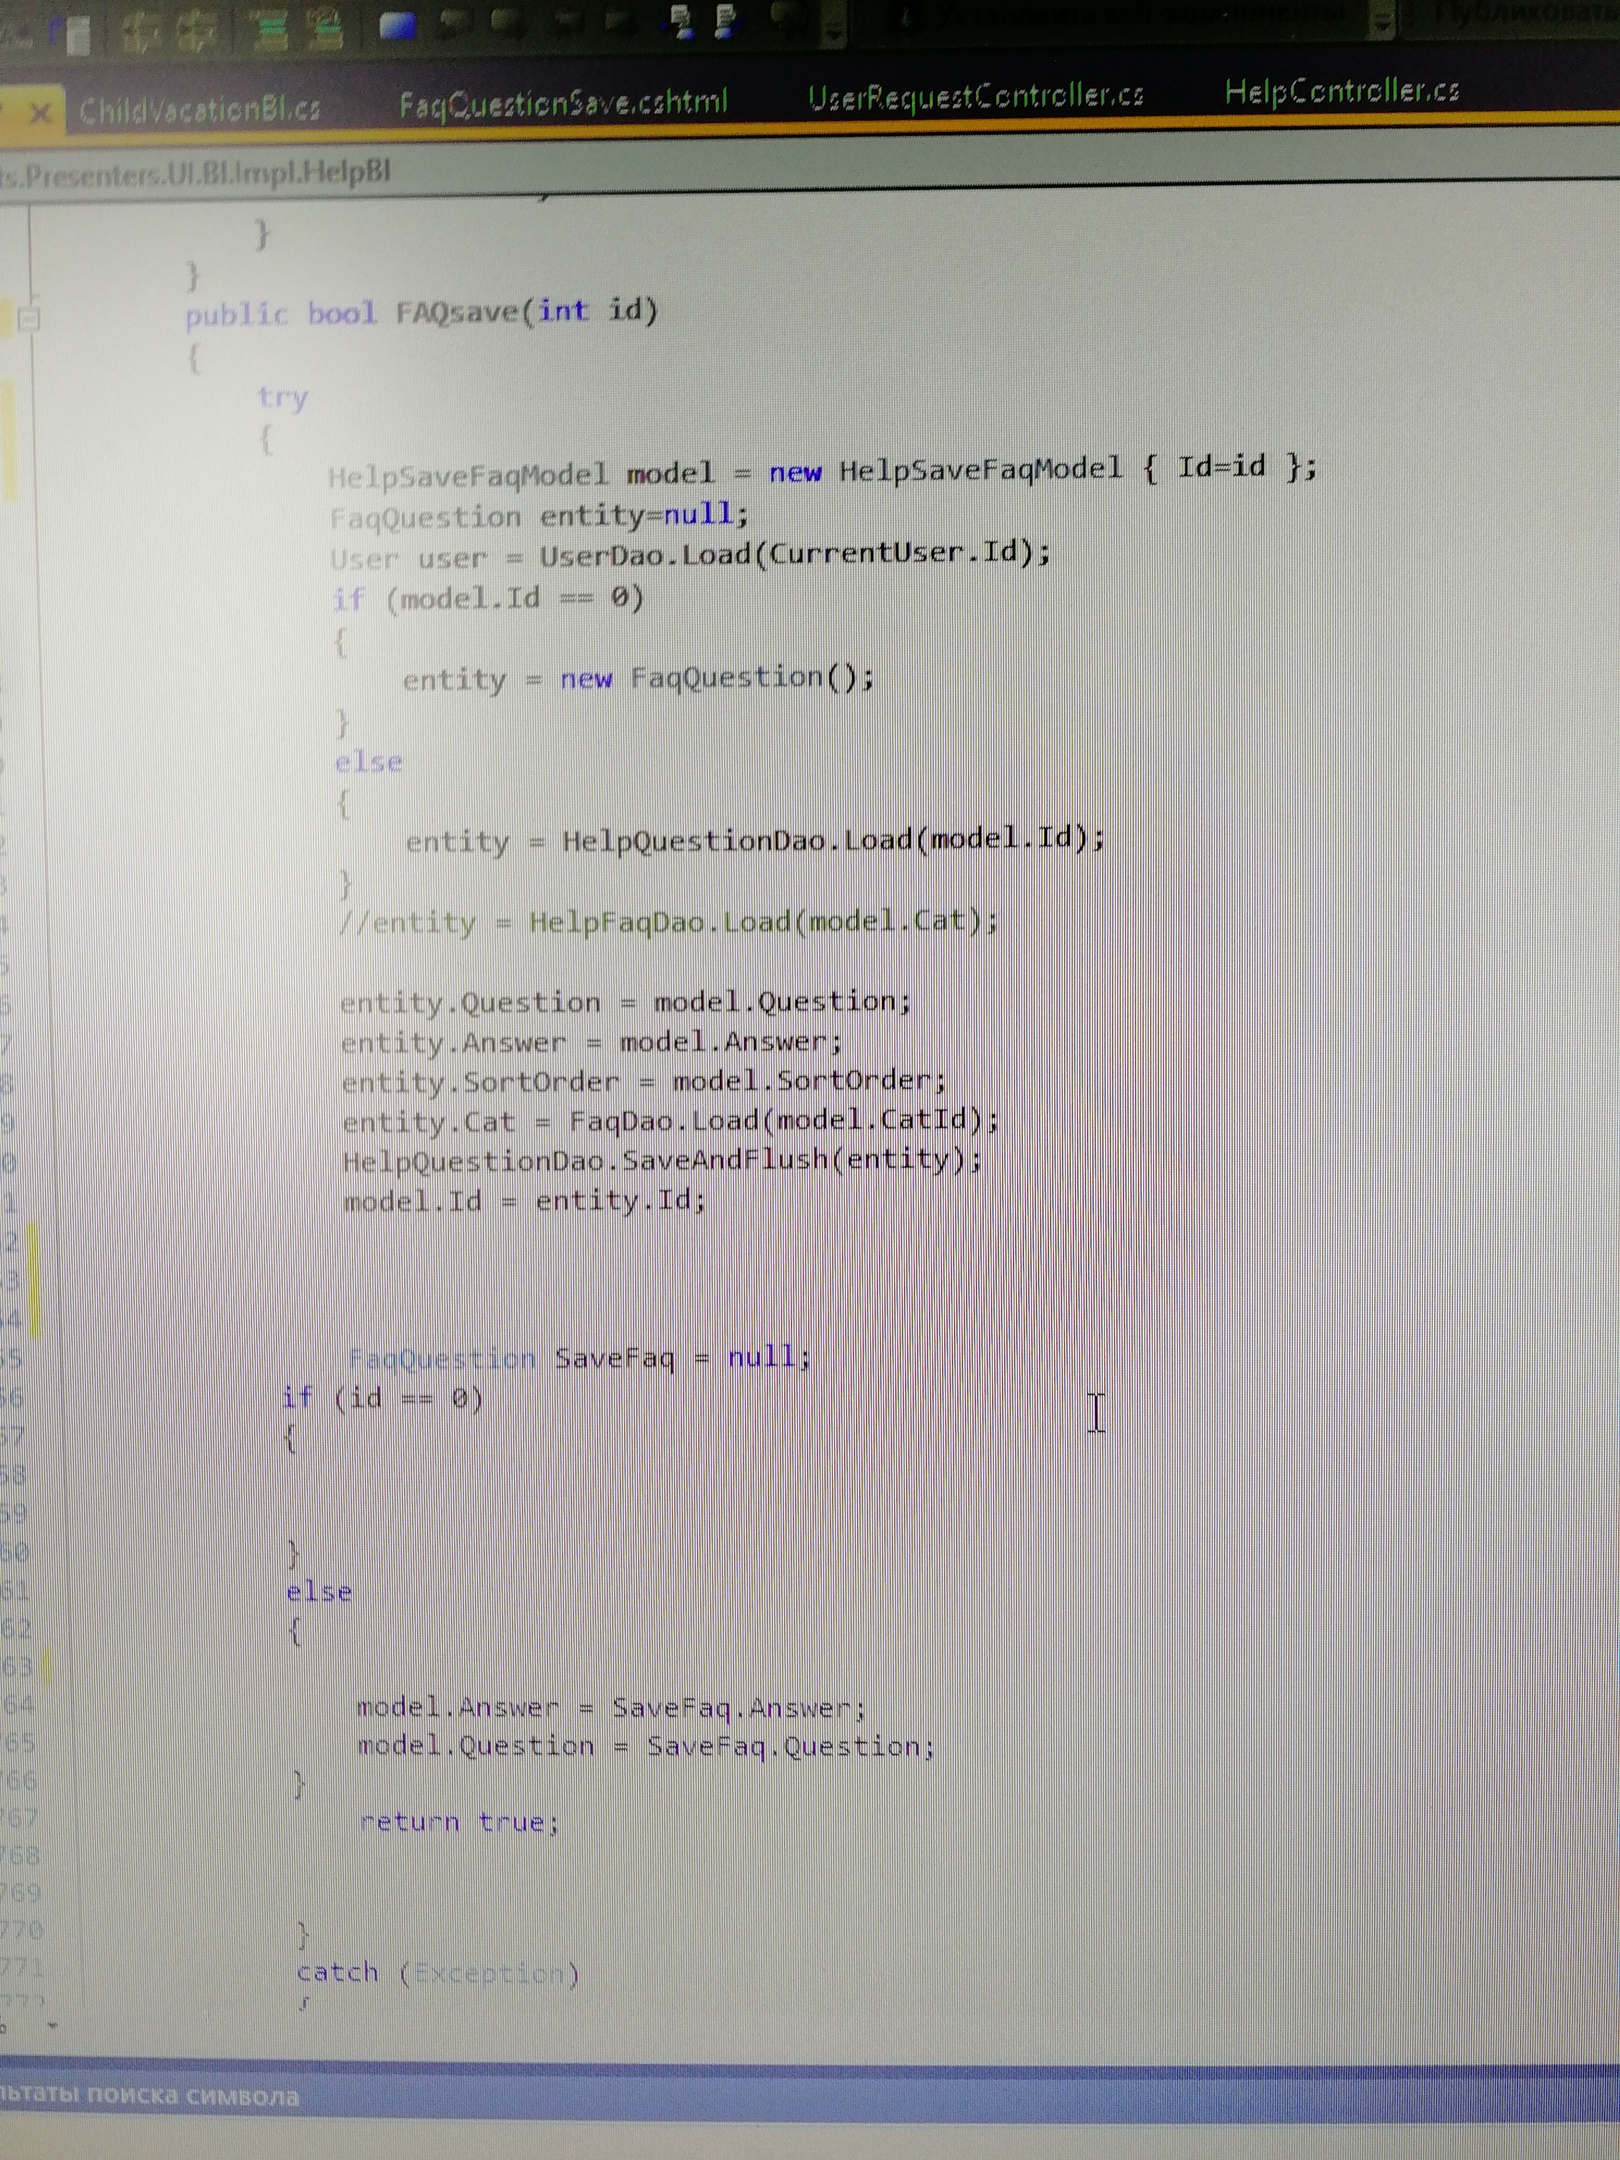 ChildVacationBl.cs FaqQuestionSave.cshtml UserRequestController.cs HelpController.cs
s.Presenters.UI.Bl.Impl.HelpBl
}
}
public bool FAQsave(int id)
{
try
{
HelpSaveFaqModel model = new HelpSaveFaqModel { Id=id };
FaqQuestion entity=null;
User user = UserDao.Load(CurrentUser.Id);
if (model.Id == 0)
{
entity = new FaqQuestion();
}
else
{
entity = HelpQuestionDao.Load(model.Id);
}
//entity = HelpFaqDao.Load(model.Cat);
entity.Question = model.Question;
entity.Answer = model.Answer;
entity.SortOrder = model.SortOrder;
entity.Cat = FaqDao.Load(model.CatId);
HelpQuestionDao.SaveAndFlush(entity);
model.Id = entity.Id;
FaqQuestion SaveFaq = null;
if (id == 0)
{
}
else
{
model.Answer = SaveFaq.Answer;
model.Question = SaveFaq.Question;
}
767 return true;
768
769
770 }
771 catch (Exception)
{
льтаты поиска символа